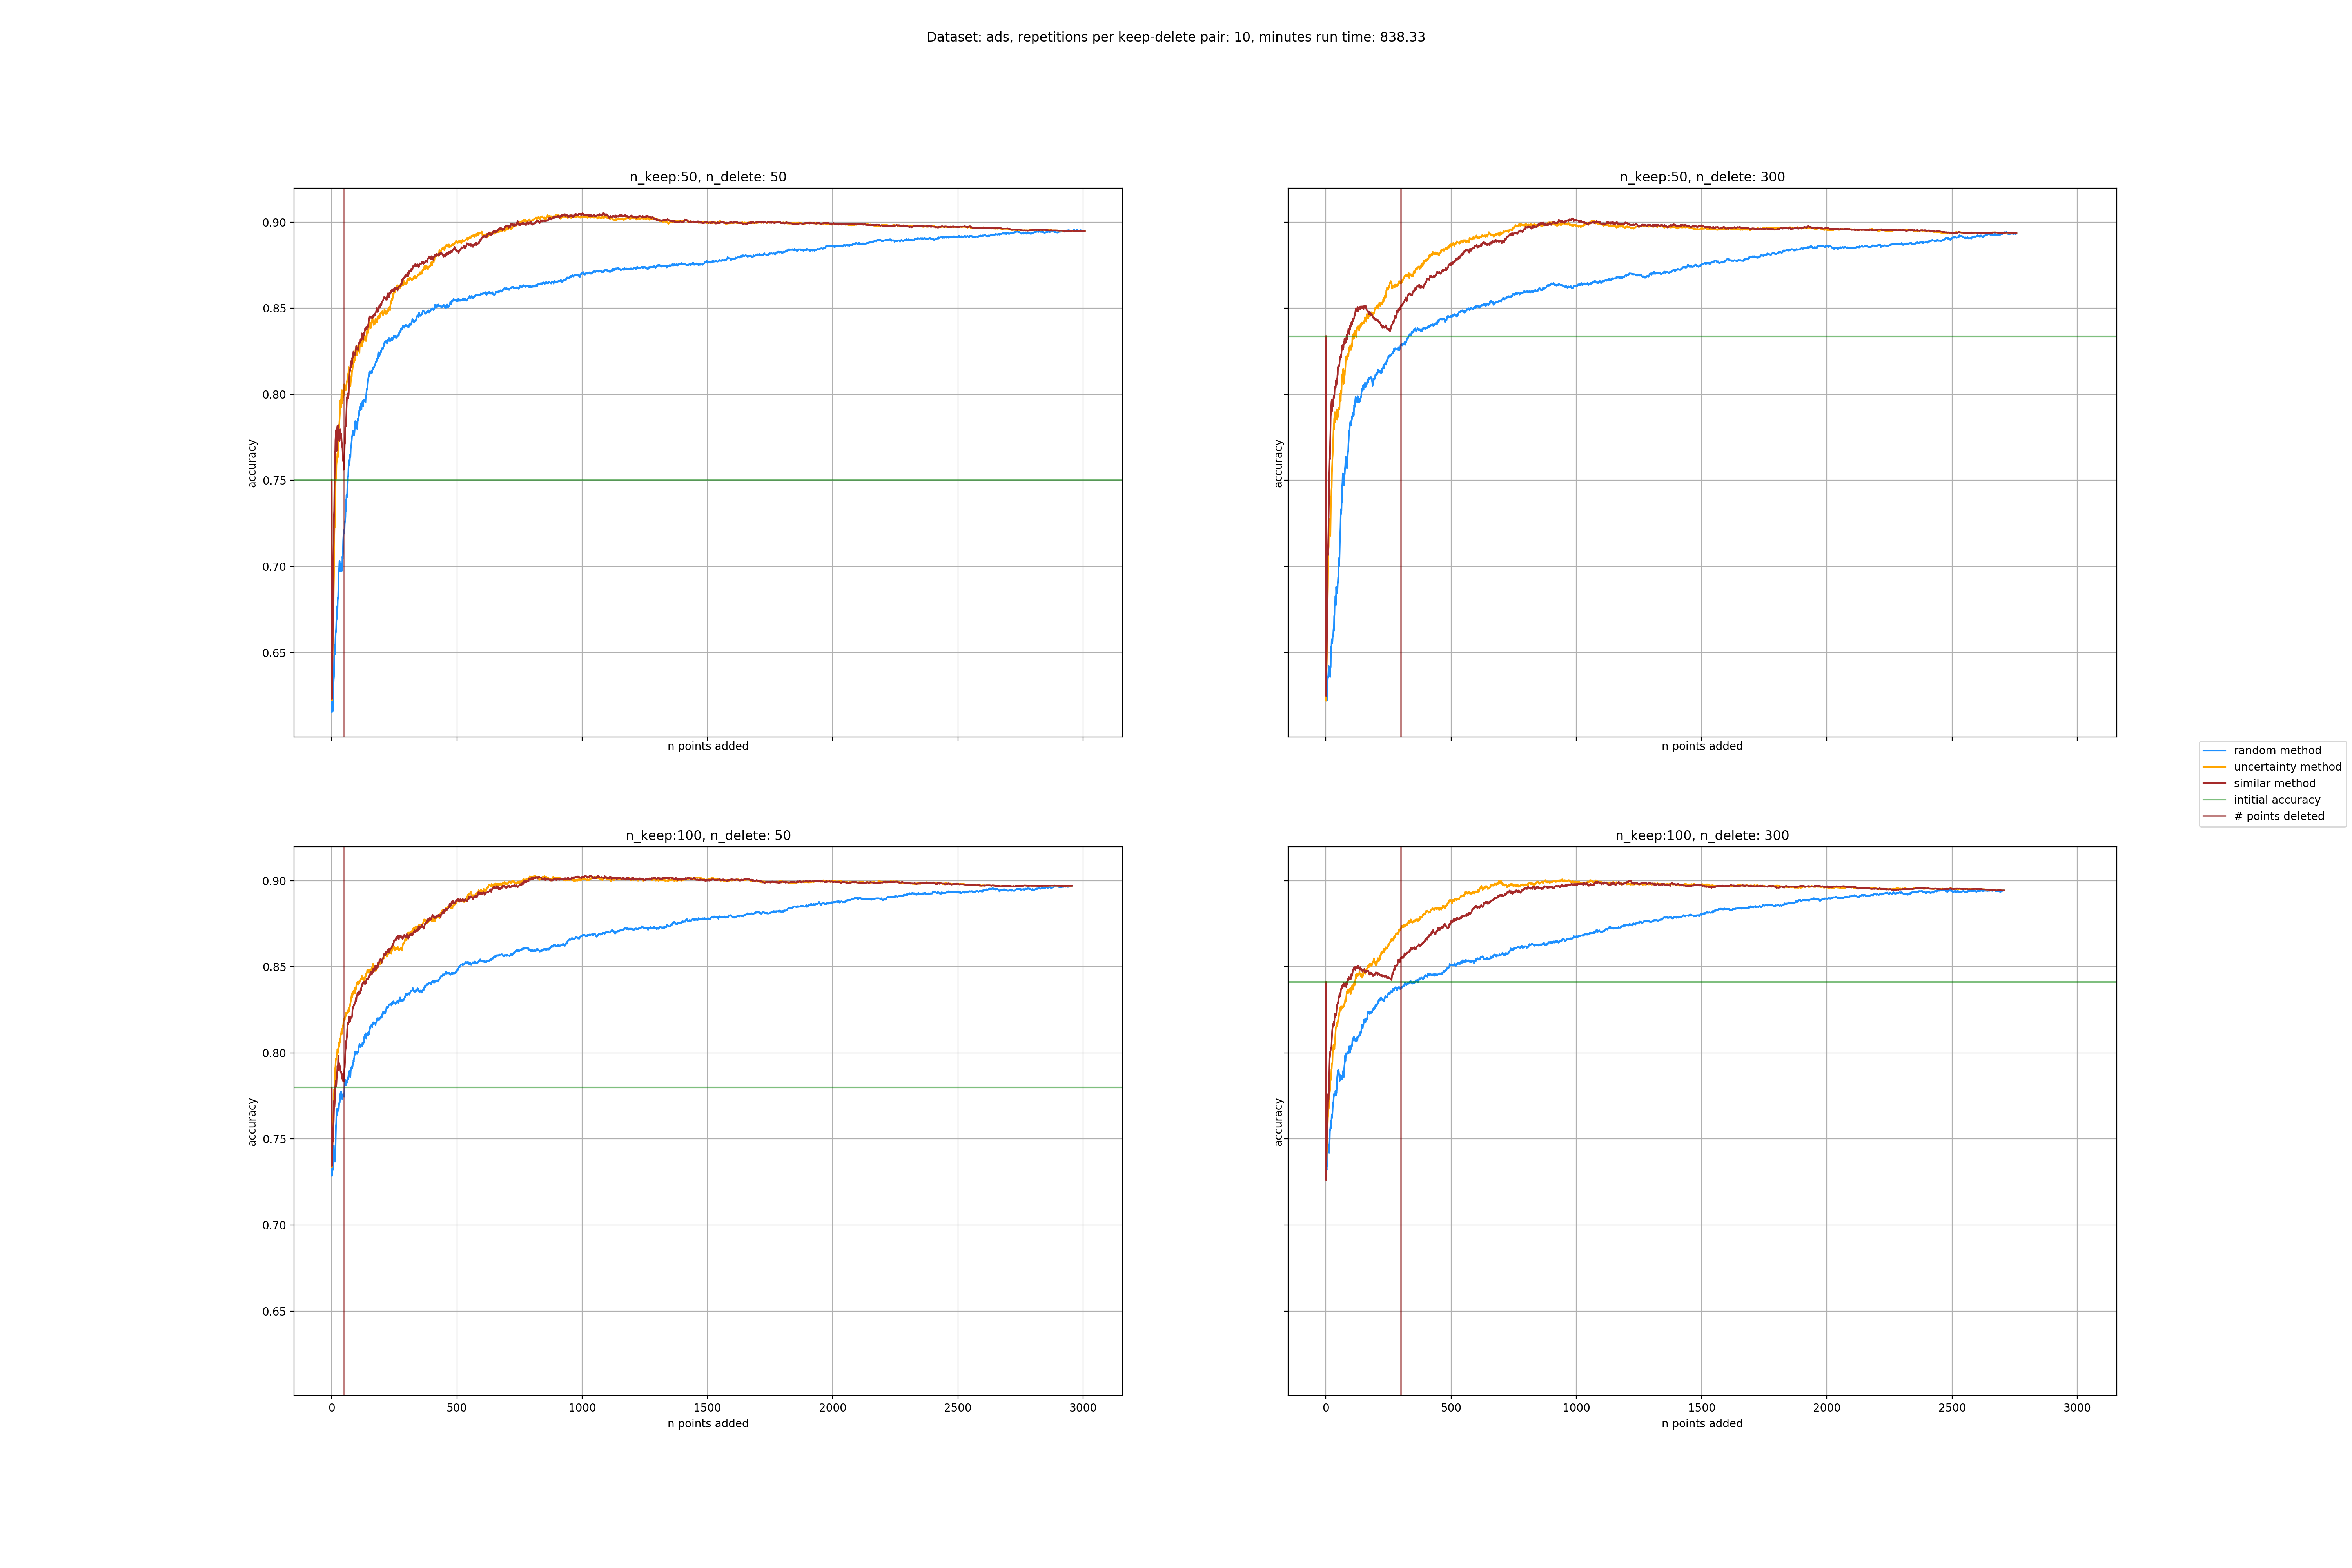 Dataset: ads, repetitions per keep-delete pair: 10, minutes run time: 838.33
n_keep:50, n_delete: 50
0.90
0.85
0.80
0.75
0.70
0.65
accuracy
n points added
n_keep:50, n_delete: 300
accuracy
n points added
random method
uncertainty method
similar method
intitial accuracy
# points deleted
n_keep:100, n_delete: 50
0.90
0.85
0.80
0.75
0.70
0.65
accuracy
0 500 1000 1500 2000 2500 3000
n points added
n_keep:100, n_delete: 300
accuracy
0 500 1000 1500 2000 2500 3000
n points added